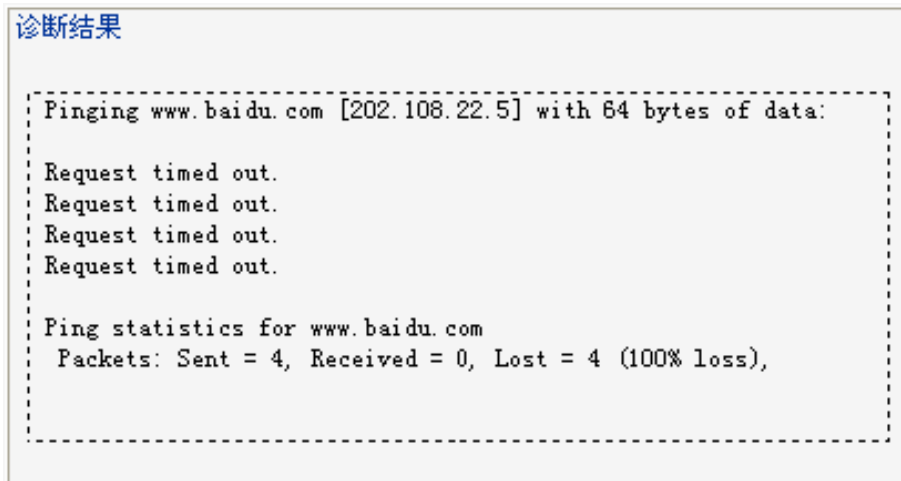 诊断结果
Pinging www.baidu.com [202.108.22.5] with 64 bytes of data:
Request timed out.
Request timed out.
Request timed out.
Request timed out.
Ping statistics for www.baidu.com
Packets: Sent = 4, Received = 0, Lost = 4 (100% loss),